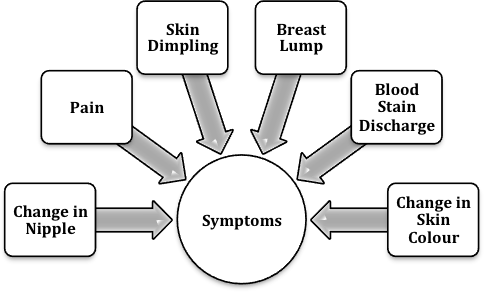 Skin
Dimpling
Breast
Lump
Pain
Blood
Stain
Discharge
Change in
Nipple
Symptoms
Change in
Skin
Colour